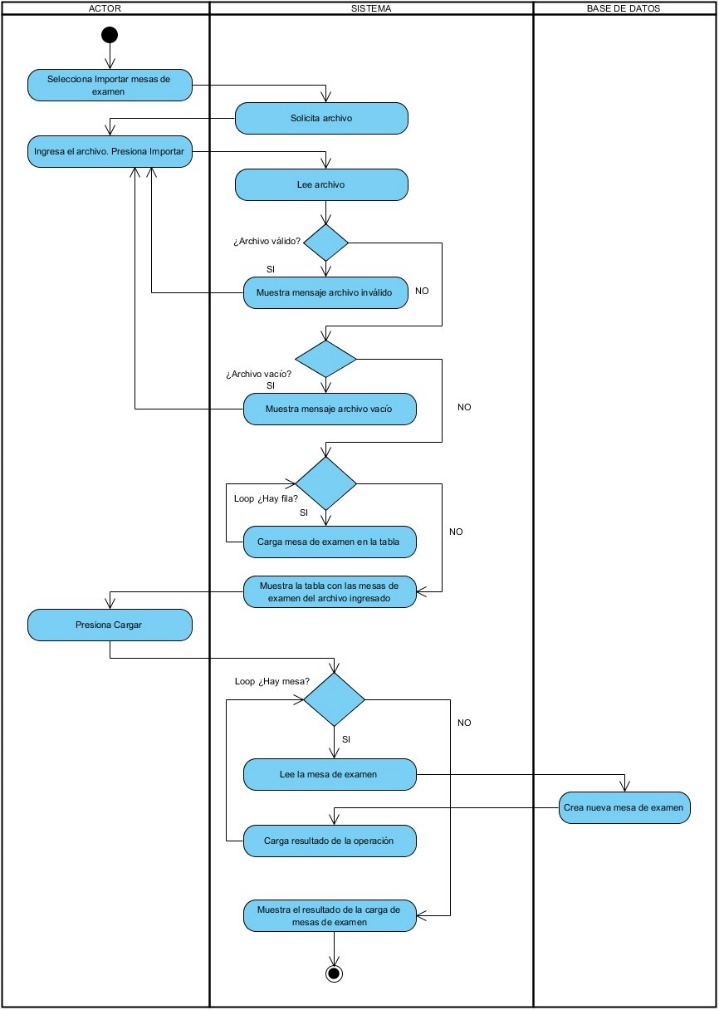 ACTOR
SISTEMA
BASE DE DATOS
Selecciona Importar mesas de
examen
Solicita archivo
Ingresa el archivo. Presiona Importar
Lee archivo
¿Archivo válido?
SI
NO
Muestra mensaje archivo inválido
¿Archivo vacío?
SI
NO
Muestra mensaje archivo vacío
Loop ¿Hay fila?
SI
NO
Carga mesa de examen en la tabla
Muestra la tabla con las mesas de
examen del archivo ingresado
Presiona Cargar
Loop ¿Hay mesa?
NO
SI
Lee la mesa de examen
Crea nueva mesa de examen
Carga resultado de la operación
Muestra el resultado de la carga de
mesas de examen